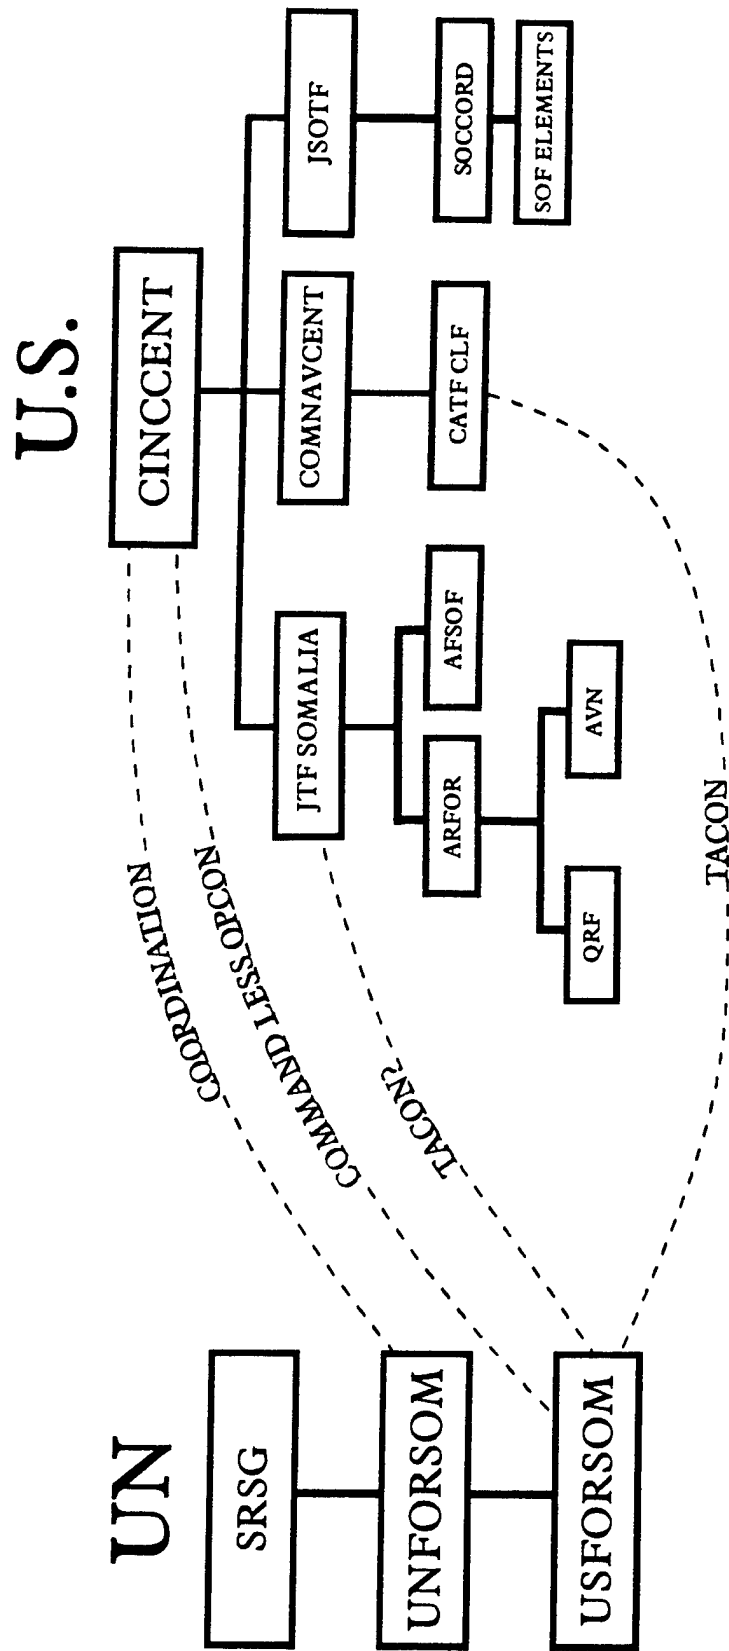 UN
U.S.
SRSG
UNFORSOM
USFORSOM
COORDINATION
COMMAND LESS OPCON
TACON?
TACON
CINCCENT
JTF SOMALIA
COMNAVCENT
JSOTF
ARFOR
AFSOF
CATF CLF
SOCCORD
QRF
AVN
SOF ELEMENTS